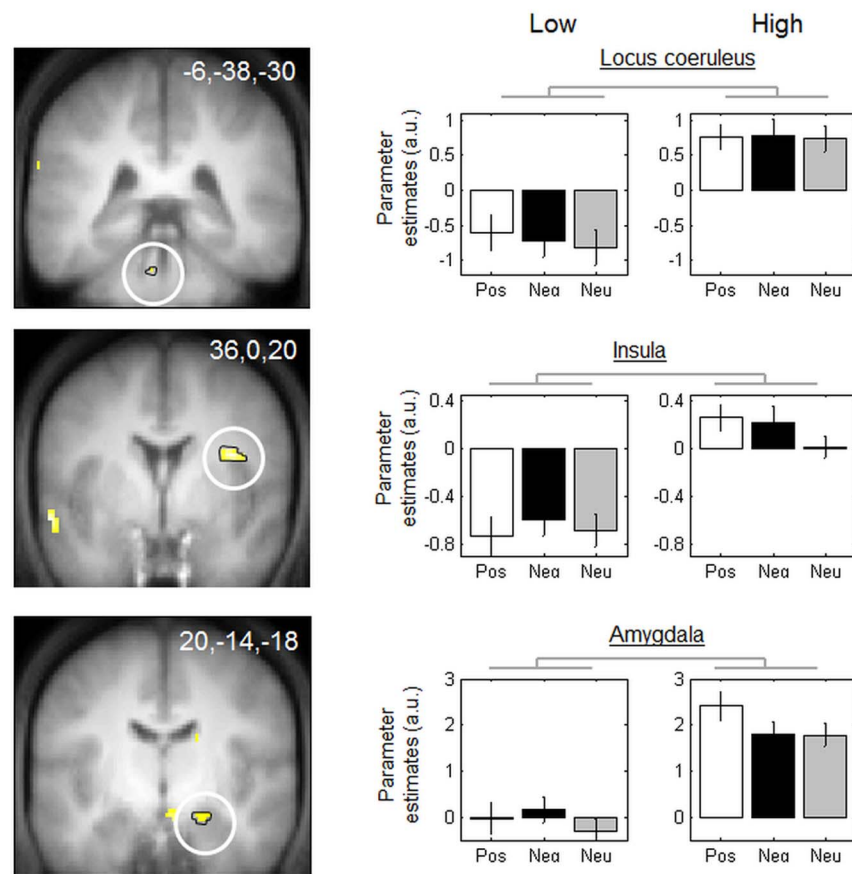 Low High
Locus coeruleus
-6,-38,-30
Parameter
estimates (a.u.)
1
0.5
0
-0.5
-1
Pos Neg Neu
1
0.5
0
-0.5
-1
Pos Neg Neu
Insula
36,0,20
Parameter
estimates (a.u.)
0.4
0
-0.4
-0.8
Pos Neg Neu
0.4
0
-0.4
-0.8
Pos Neg Neu
Amygdala
20,-14,-18
Parameter
estimates (a.u.)
3
2
1
0
Pos Neg Neu
3
2
1
0
Pos Neg Neu